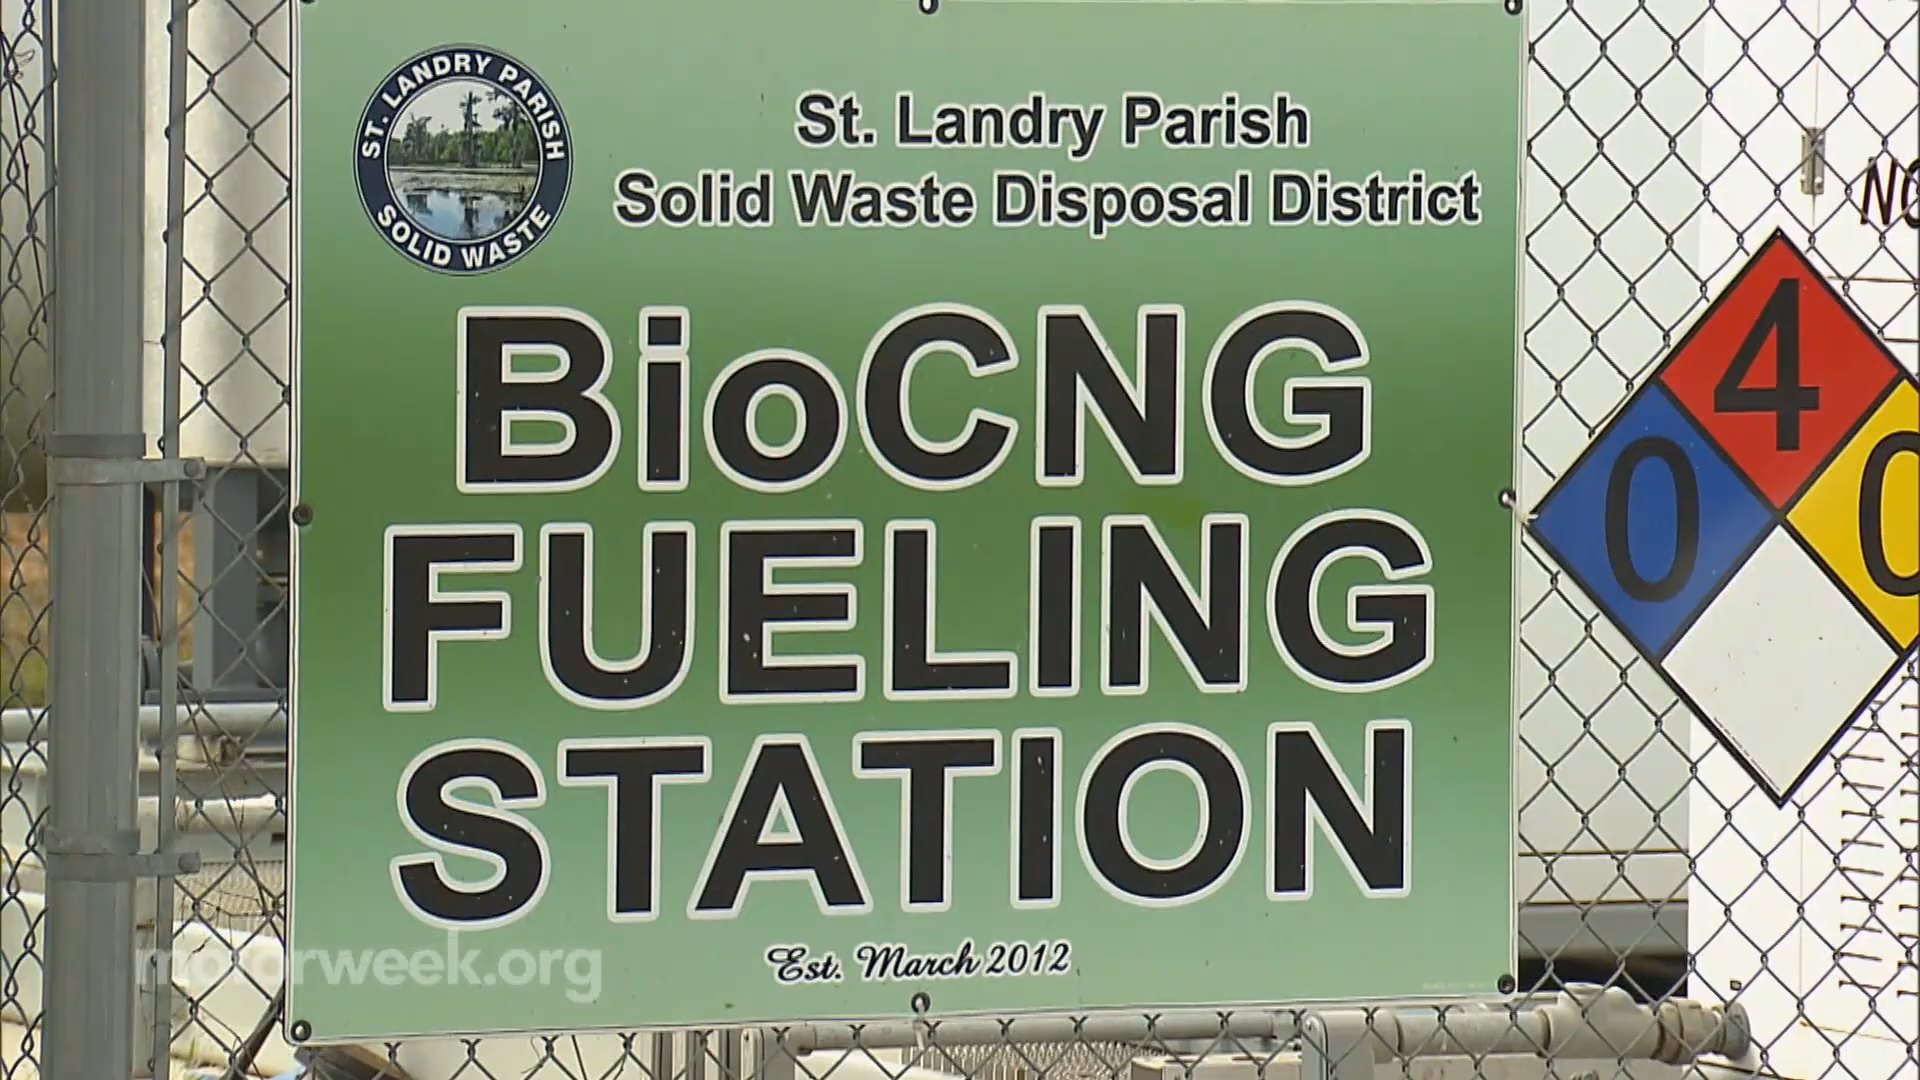 ST. LANDRY PARISH
SOLID WASTE
St. Landry Parish
Solid Waste Disposal District
BioCNG
FUELING
STATION
Est. March 2012
4
0
0
NO
motorweek.org